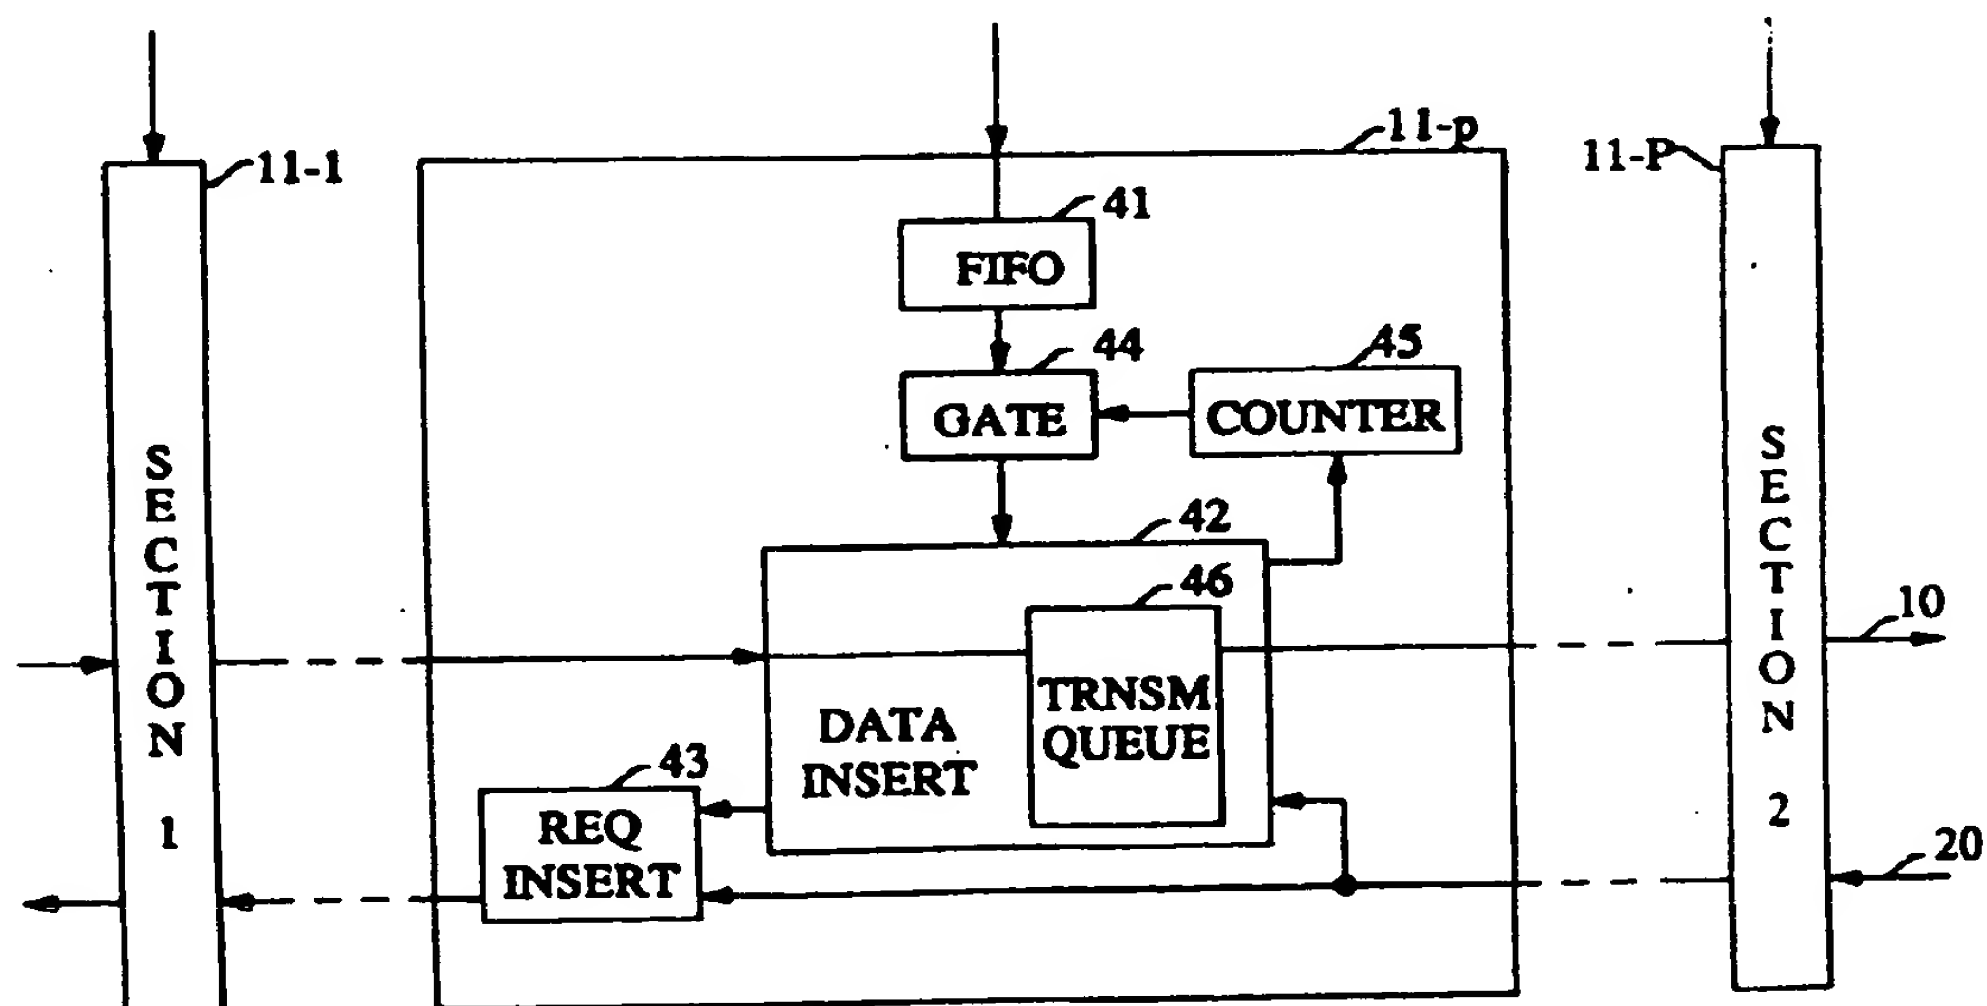 11-p
11-1
11-P
41
FIFO
44
45
GATE
COUNTER
42
46
SECTION 1
SECTION 2
10
TRNSM
QUEUE
DATA
INSERT
43
REQ
INSERT
20